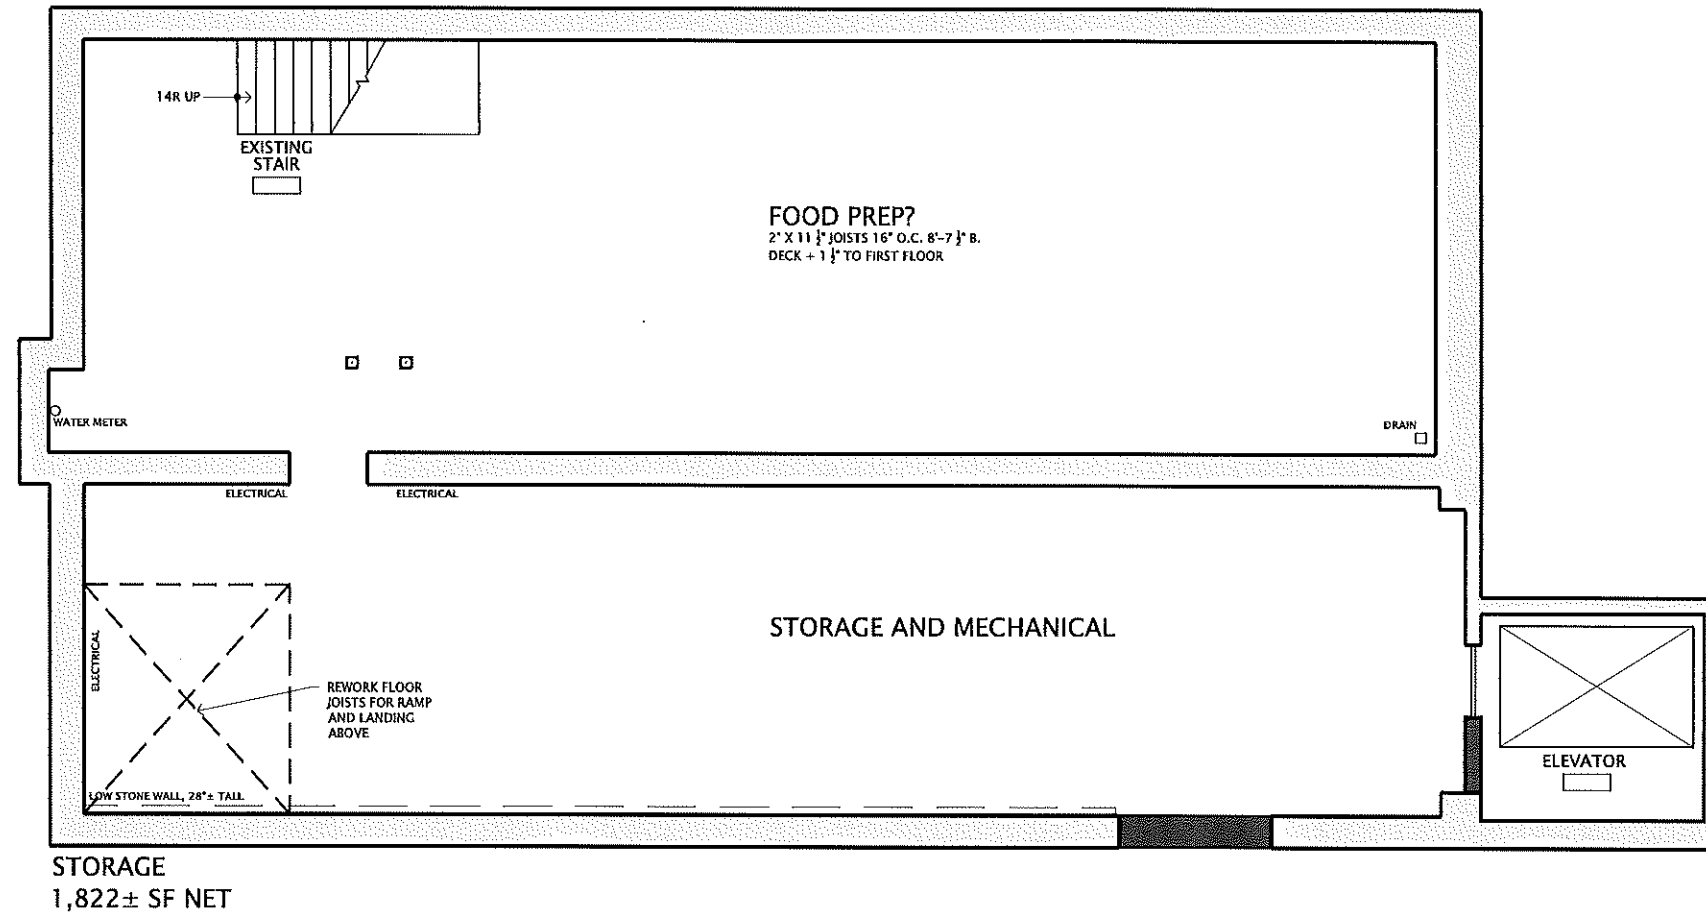 14R UP
EXISTING
STAIR
FOOD PREP?
2" X 11 ½" JOISTS 16" O.C. 8'-7 ½" B.
DECK + 1 ½" TO FIRST FLOOR
WATER METER
DRAIN
ELECTRICAL
ELECTRICAL
STORAGE AND MECHANICAL
ELECTRICAL
REWORK FLOOR
JOISTS FOR RAMP
AND LANDING
ABOVE
ELEVATOR
LOW STONE WALL, 28"± TALL
STORAGE
1,822± SF NET